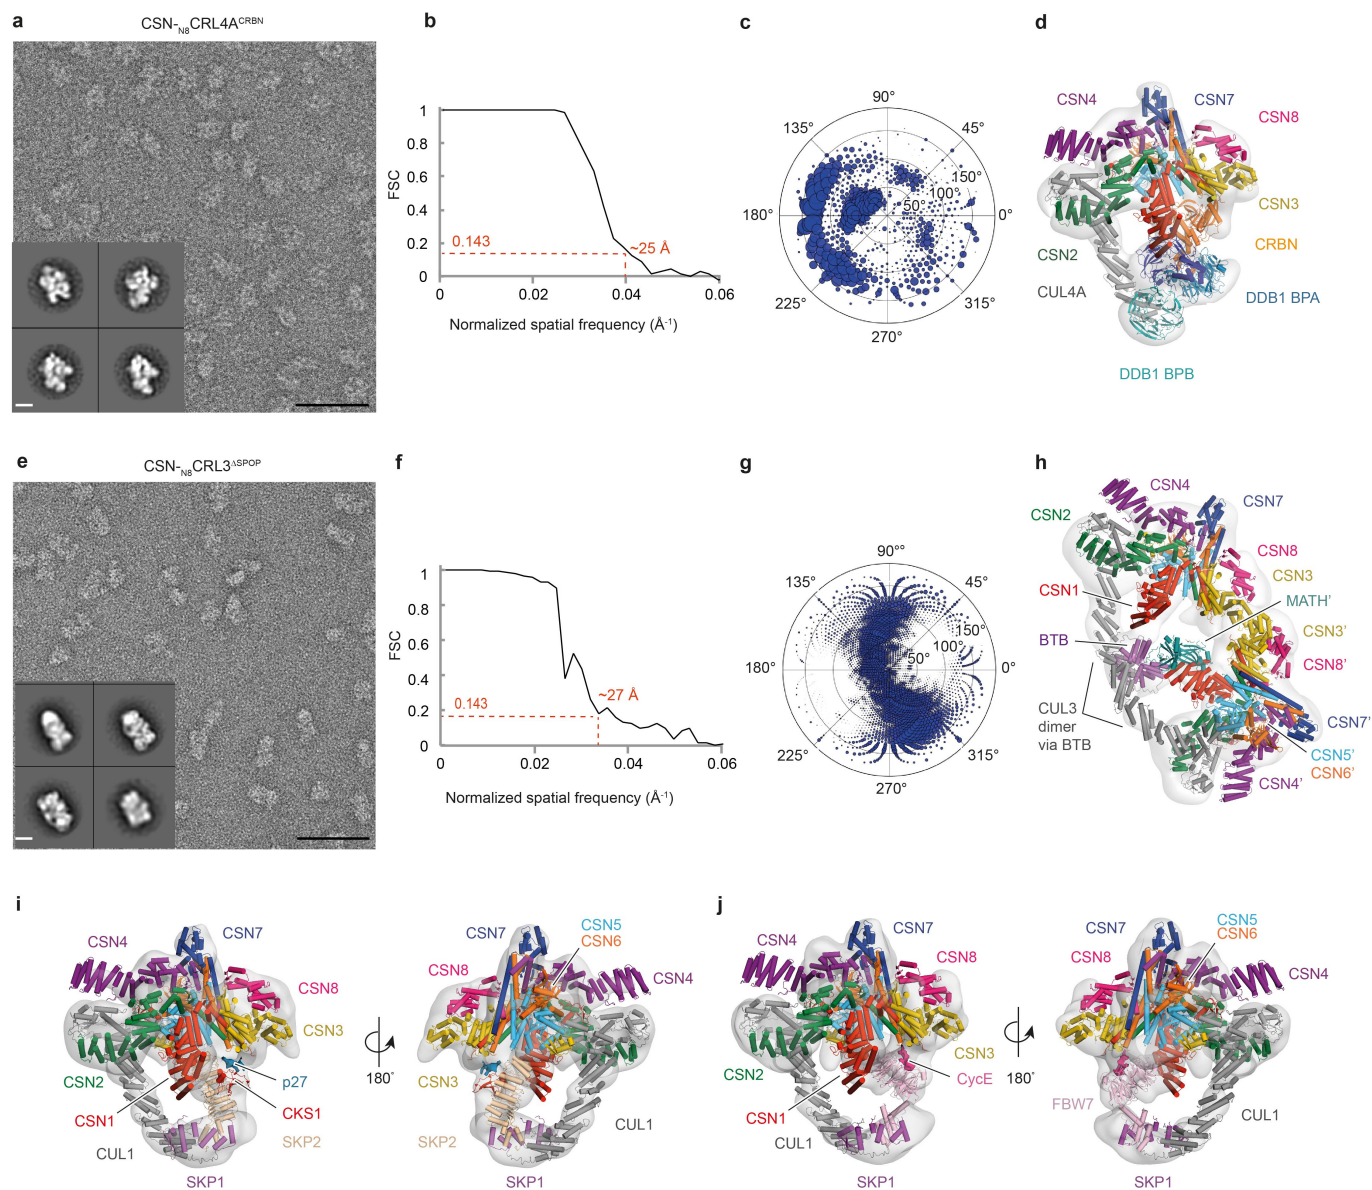 a
CSN-N8CRL4A^CRBN
b
FSC
1
0.8
0.6
0.4
0.2
0
0.143
~25 Å
0
0.02
0.04
0.06
Normalized spatial frequency (Å-1)
c
90°
135°
45°
150°
100°
50°
180°
0°
225°
315°
270°
d
CSN4
CSN7
CSN8
CSN3
CSN2
CRBN
CUL4A
DDB1 BPA
DDB1 BPB
e
CSN-N8CRL3^ΔSPOP
f
FSC
1
0.8
0.6
0.4
0.2
0
0.143
~27 Å
0
0.02
0.04
0.06
Normalized spatial frequency (Å-1)
g
90°°
135°
45°
150°
100°
50°
180°
0°
225°
315°
270°
h
CSN4
CSN7
CSN2
CSN8
CSN3
CSN1
MATH'
CSN3'
BTB
CSN8'
CUL3
dimer
via BTB
CSN7'
CSN5'
CSN6'
CSN4'
i
CSN4
CSN7
CSN8
CSN3
CSN2
p27
CSN1
CKS1
CUL1
SKP2
SKP1
180°
CSN7
CSN5
CSN6
CSN8
CSN4
CSN3
SKP2
CUL1
SKP1
j
CSN7
CSN4
CSN8
CSN3
CSN2
CycE
CSN1
CUL1
SKP1
180°
CSN7
CSN5
CSN6
CSN8
CSN4
CSN3
FBW7
CUL1
SKP1